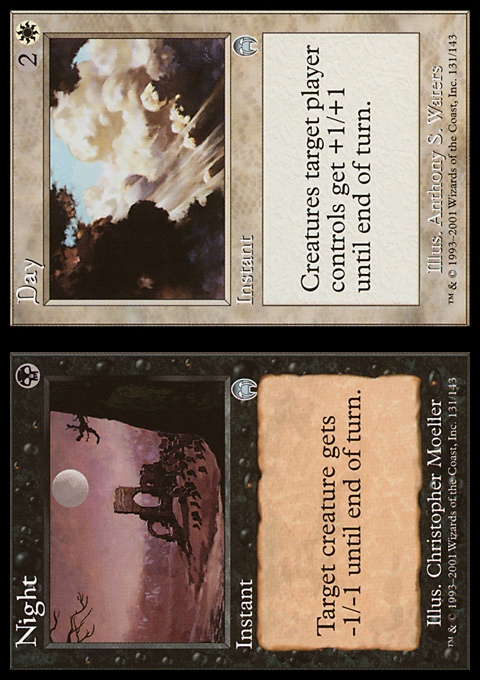 Night
Instant
Target creature gets
-1/-1 until end of turn.
Illus. Christopher Moeller
™ & © 1993–2001 Wizards of the Coast, Inc. 131/143
Day
2
Instant
Creatures target player
controls get +1/+1
until end of turn.
Illus. Anthony S. Waters
™ & © 1993–2001 Wizards of the Coast, Inc. 131/143